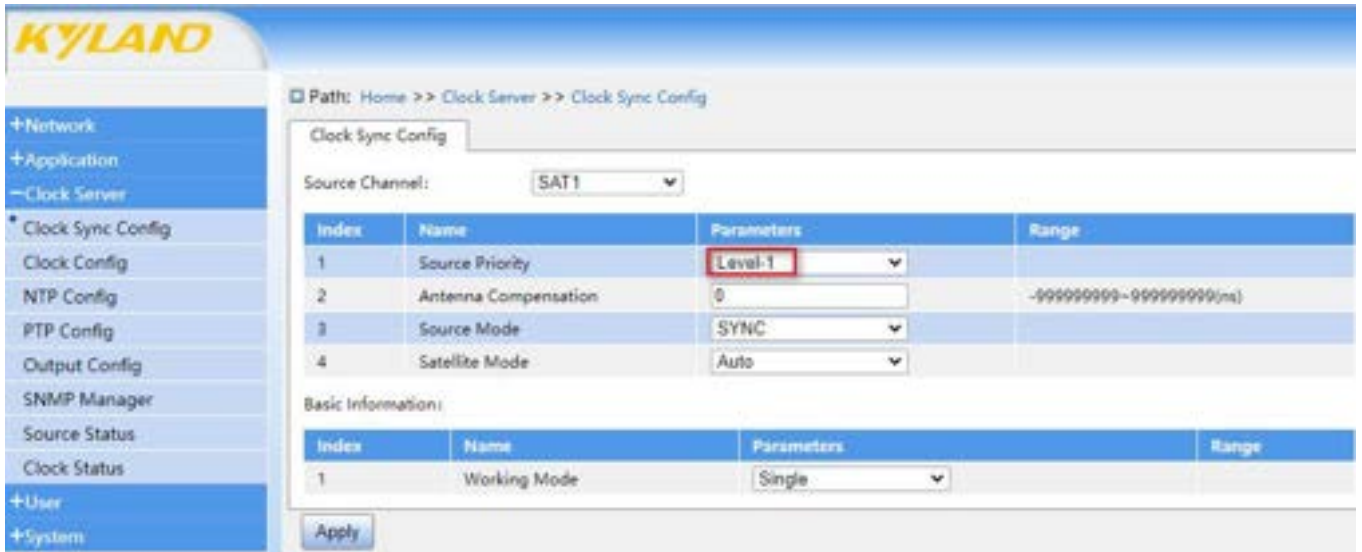 KYLAND
Path: Home >> Clock Server >> Clock Sync Config
+Network
+Application
−Clock Server
Clock Sync Config
Clock Config
NTP Config
PTP Config
Output Config
SNMP Manager
Source Status
Clock Status
+User
+System
Clock Sync Config
Source Channel: SAT1
Index Name Parameters Range
1 Source Priority Level-1
2 Antenna Compensation 0 -999999999~999999999(ns)
3 Source Mode SYNC
4 Satellite Mode Auto
Basic Information:
Index Name Parameters Range
1 Working Mode Single
Apply